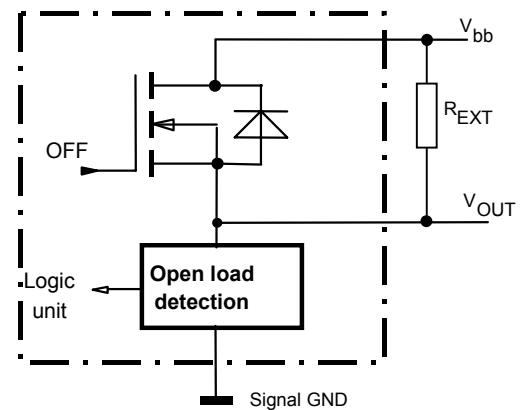 V_bb
R_EXT
OFF
V_OUT
Open load
detection
Logic
unit
Signal GND